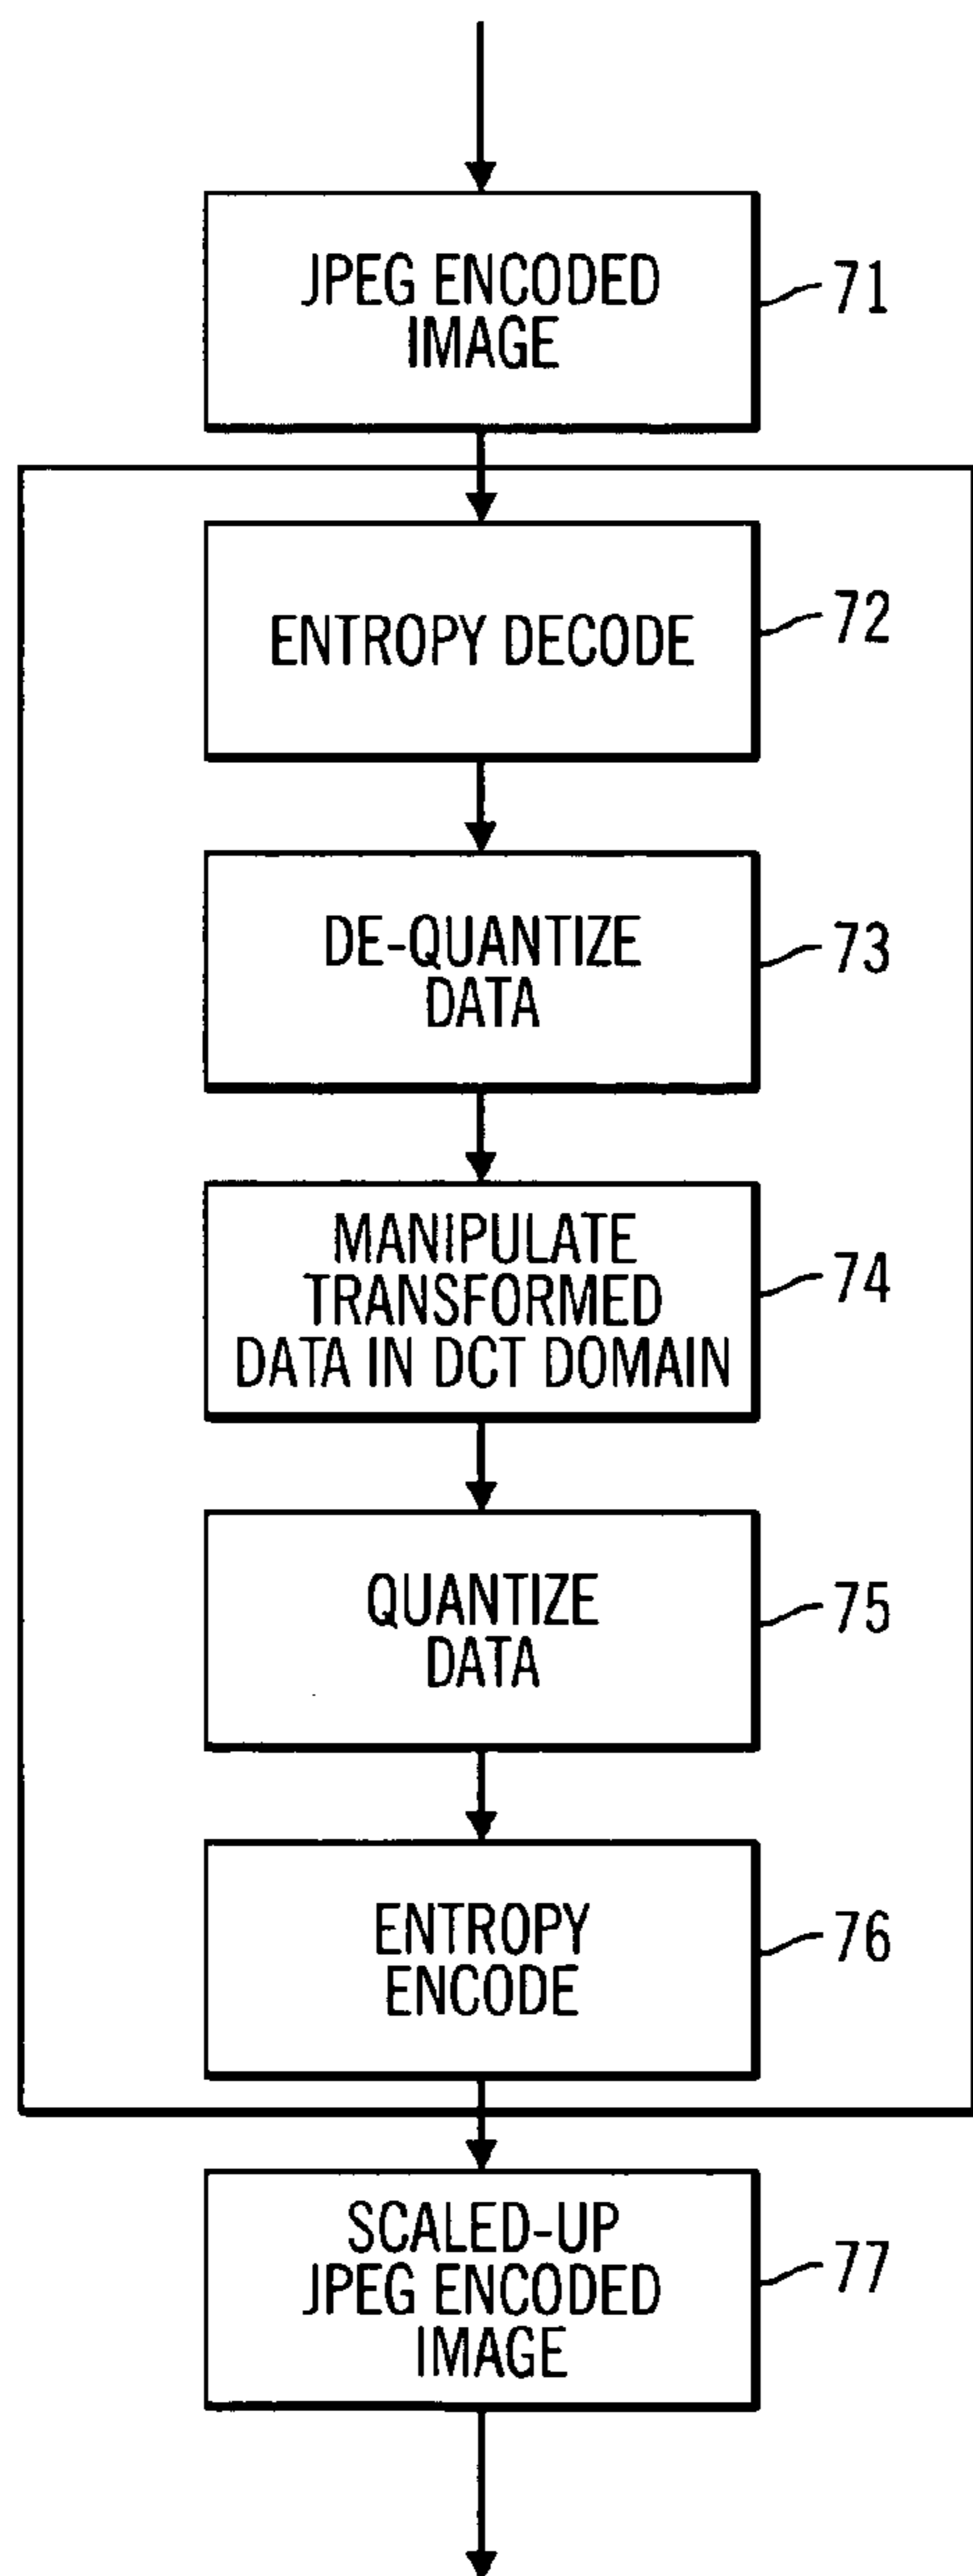 JPEG ENCODED
IMAGE
71
ENTROPY DECODE
72
DE-QUANTIZE
DATA
73
MANIPULATE
TRANSFORMED
DATA IN DCT DOMAIN
74
QUANTIZE
DATA
75
ENTROPY
ENCODE
76
SCALED-UP
JPEG ENCODED
IMAGE
77